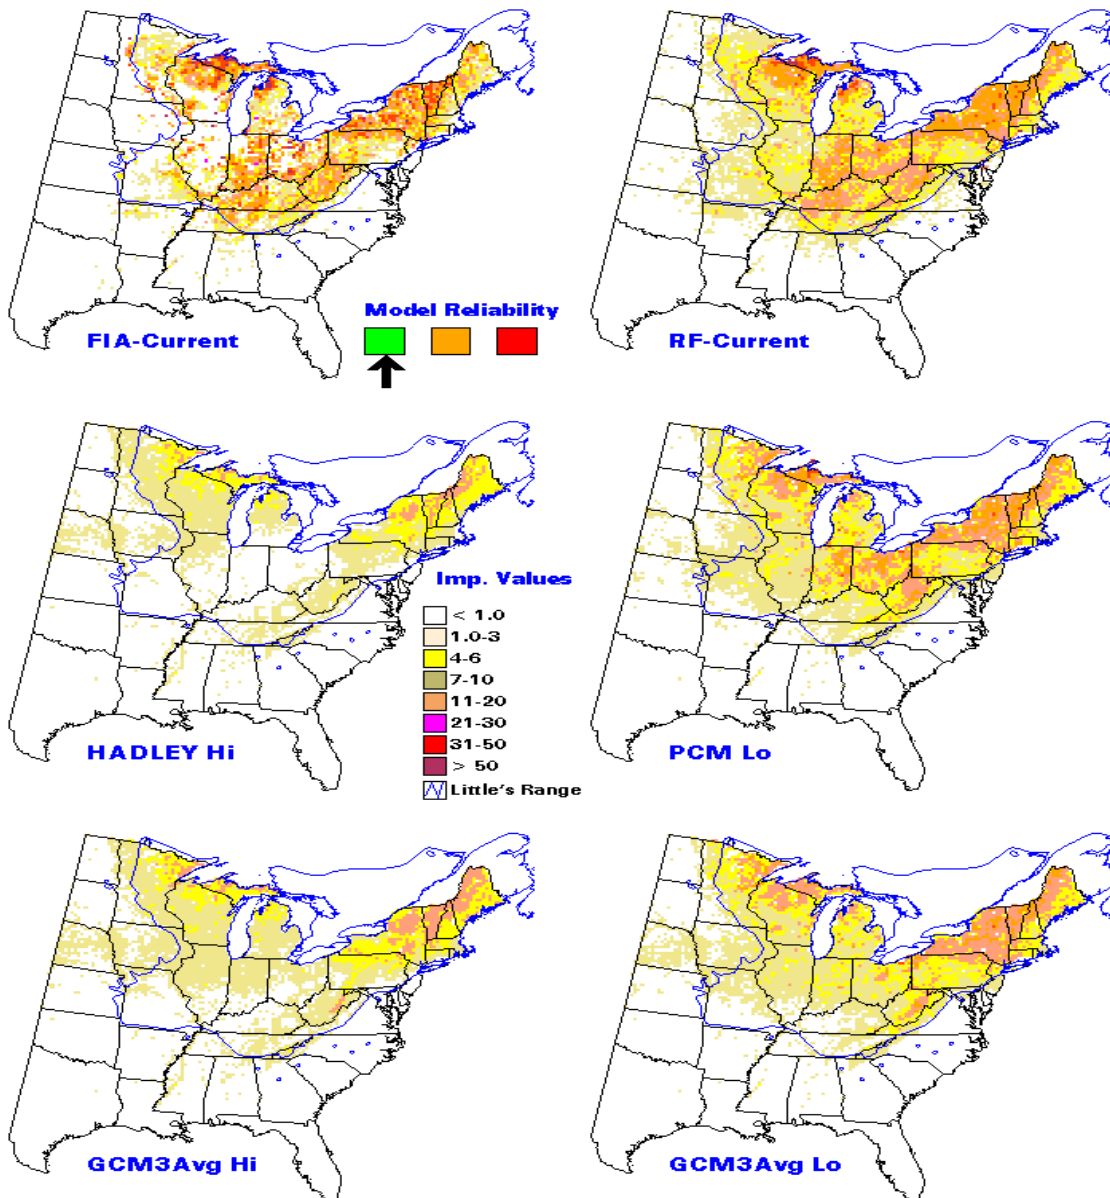 Model Reliability
FIA-Current
RF-Current
Imp. Values
< 1.0
1.0-3
4-6
7-10
11-20
21-30
31-50
> 50
Little's Range
HADLEY Hi
PCM Lo
GCM3Avg Hi
GCM3Avg Lo